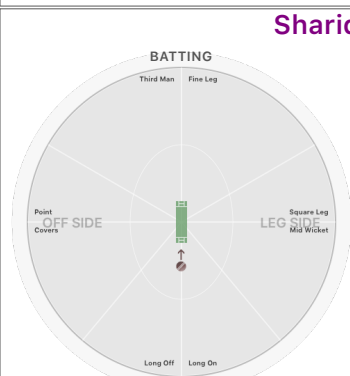 BATTING
Third Man Fine Leg
Point Square Leg
OFF SIDE LEG SIDE
Covers Mid Wicket
Long Off Long On